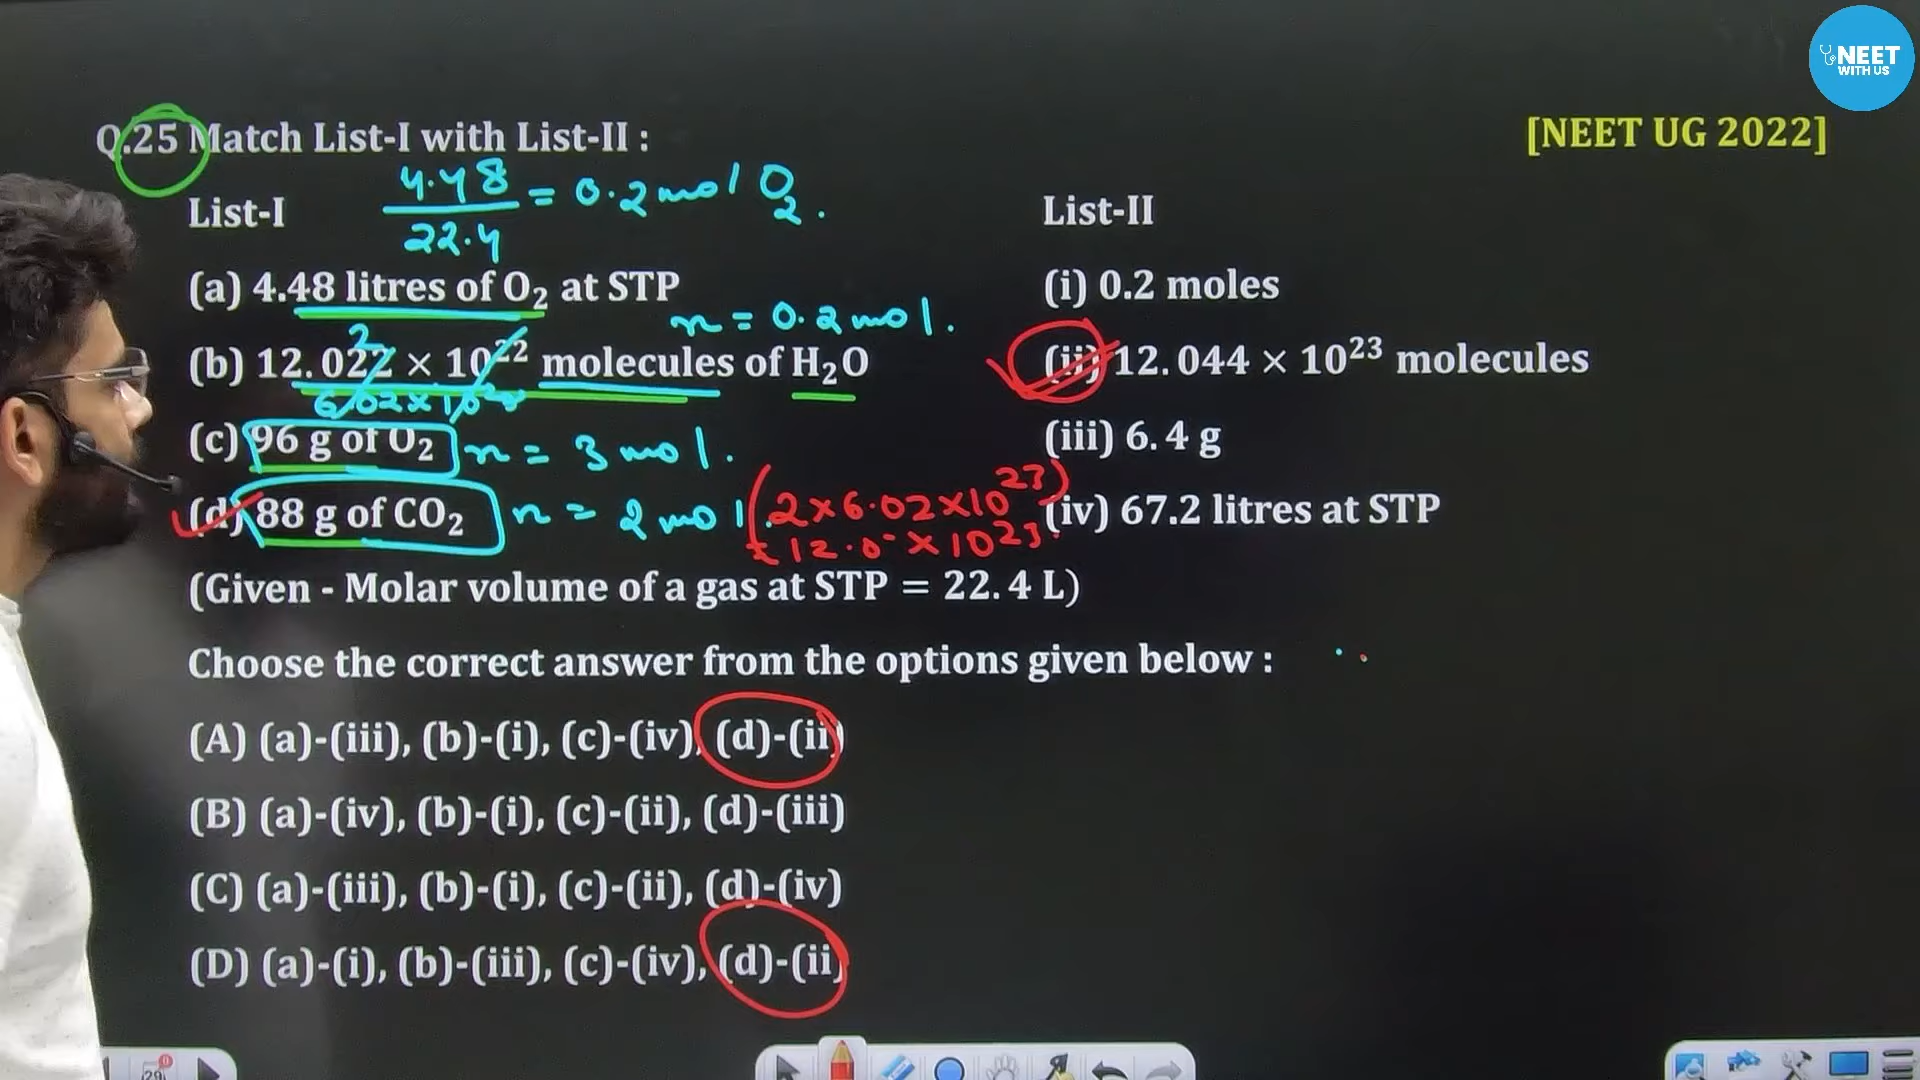 NEET
WITH US
Q.25 Match List-I with List-II :
[NEET UG 2022]
4.48
22.4
= 0.2 mol O2.
List-I
List-II
(a) 4.48 litres of O2 at STP
(i) 0.2 moles
n = 0.2 mol.
2
(b) 12.022 × 10^22 molecules of H2O
(ii) 12.044 × 10^23 molecules
6.02×10^23
(c) 96 g of O2
n = 3 mol.
(iii) 6.4 g
(d) 88 g of CO2
n = 2 mol.
(2×6.02×10^23)
(iv) 67.2 litres at STP
×10^23
(Given - Molar volume of a gas at STP = 22.4 L)
Choose the correct answer from the options given below :
(A) (a)-(iii), (b)-(i), (c)-(iv), (d)-(ii)
(B) (a)-(iv), (b)-(i), (c)-(ii), (d)-(iii)
(C) (a)-(iii), (b)-(i), (c)-(ii), (d)-(iv)
(D) (a)-(i), (b)-(iii), (c)-(iv), (d)-(ii)
29